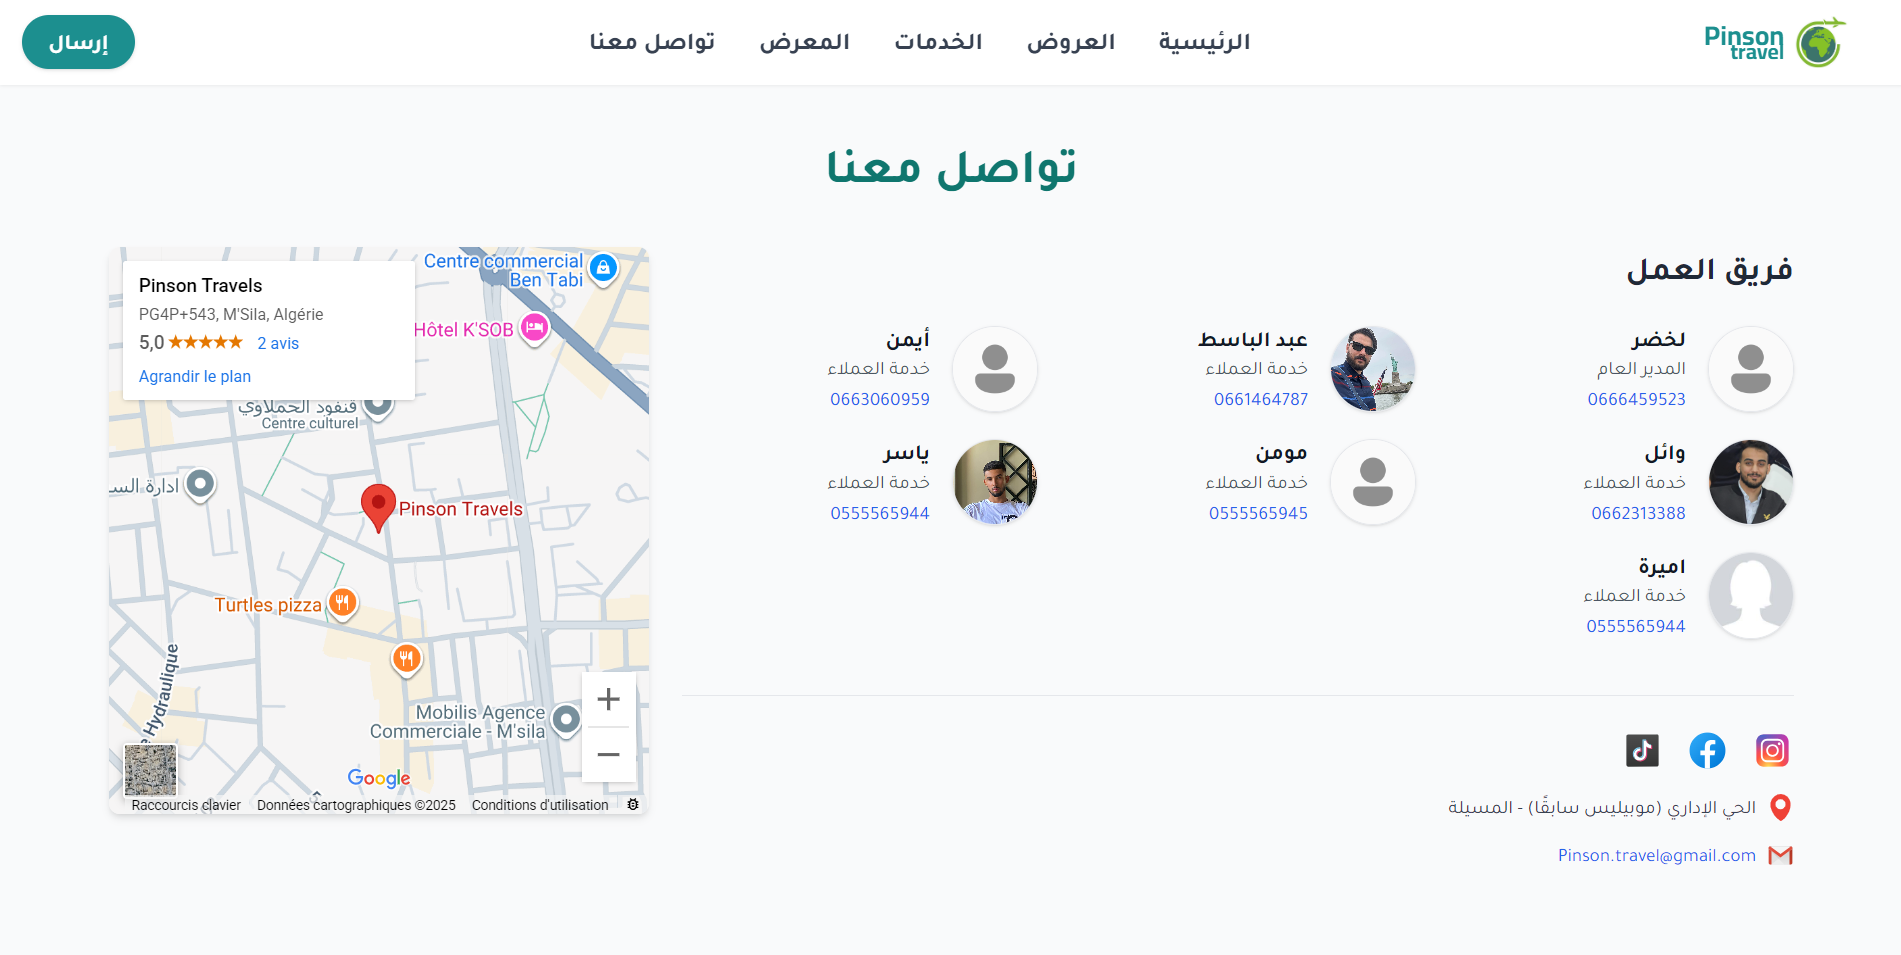 Pinson
travel
الرئيسية
العروض
الخدمات
المعرض
تواصل معنا
إرسال
تواصل معنا
فريق العمل
لخضر
المدير العام
0666459523
عبد الباسط
خدمة العملاء
0661464787
أيمن
خدمة العملاء
0663060959
وائل
خدمة العملاء
0662313388
مومن
خدمة العملاء
0555565945
ياسر
خدمة العملاء
0555565944
اميرة
خدمة العملاء
0555565944
الحي الإداري (موبيليس سابقًا) - المسيلة
Pinson.travel@gmail.com
Pinson Travels
PG4P+543, M'Sila, Algérie
5,0 ★★★★★ 2 avis
Agrandir le plan
Centre commercial
Ben Tabi
Hôtel K'SOB
قنفود الحملاوي
Centre culturel
ادارة
Pinson Travels
Turtles pizza
Hydraulique
Mobilis Agence
Commerciale - M'sila
Google
Raccourcis clavier
Données cartographiques ©2025
Conditions d'utilisation